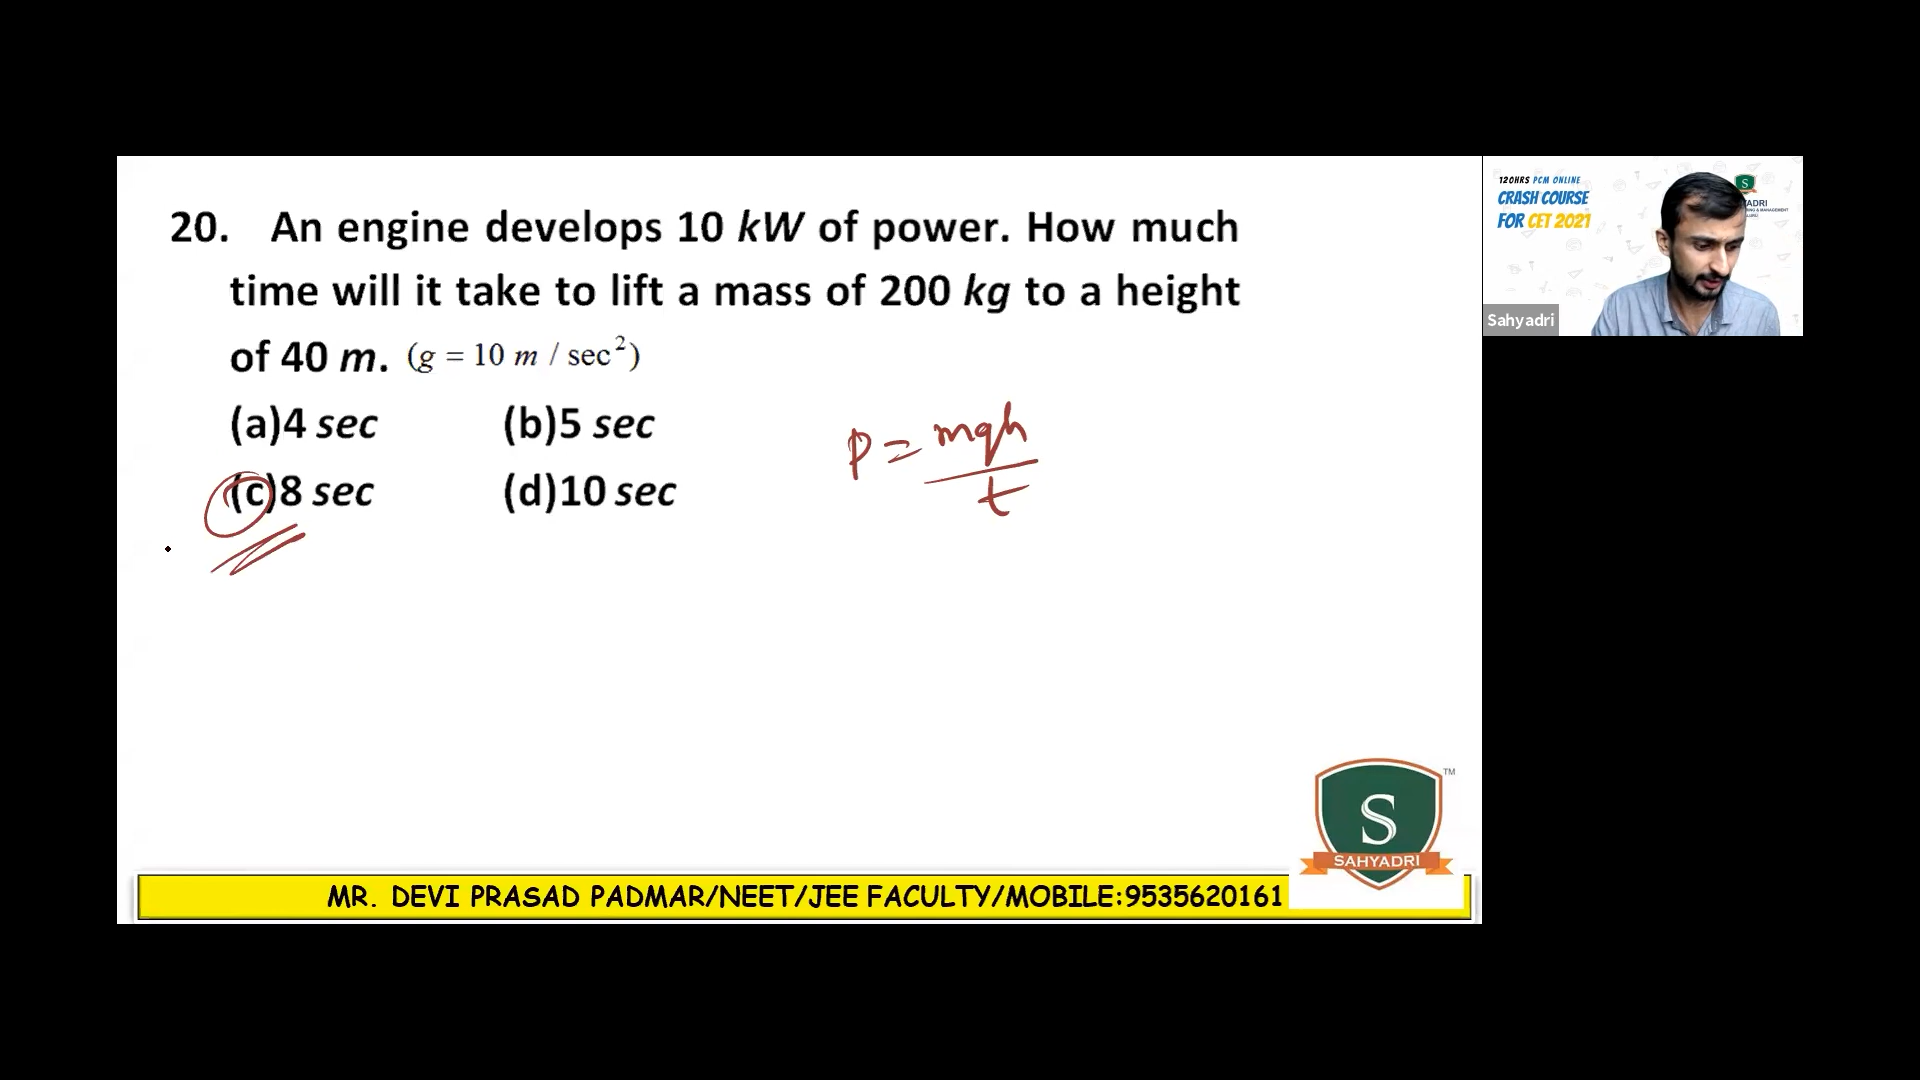 20. An engine develops 10 kW of power. How much
time will it take to lift a mass of 200 kg to a height
of 40 m. (g = 10 m / sec²)
(a)4 sec (b)5 sec
(c)8 sec (d)10 sec
P = mgh
t
MR. DEVI PRASAD PADMAR/NEET/JEE FACULTY/MOBILE:9535620161
S
SAHYADRI
TM
120HRS PCM ONLINE
CRASH COURSE
FOR CET 2021
S
Sahyadri